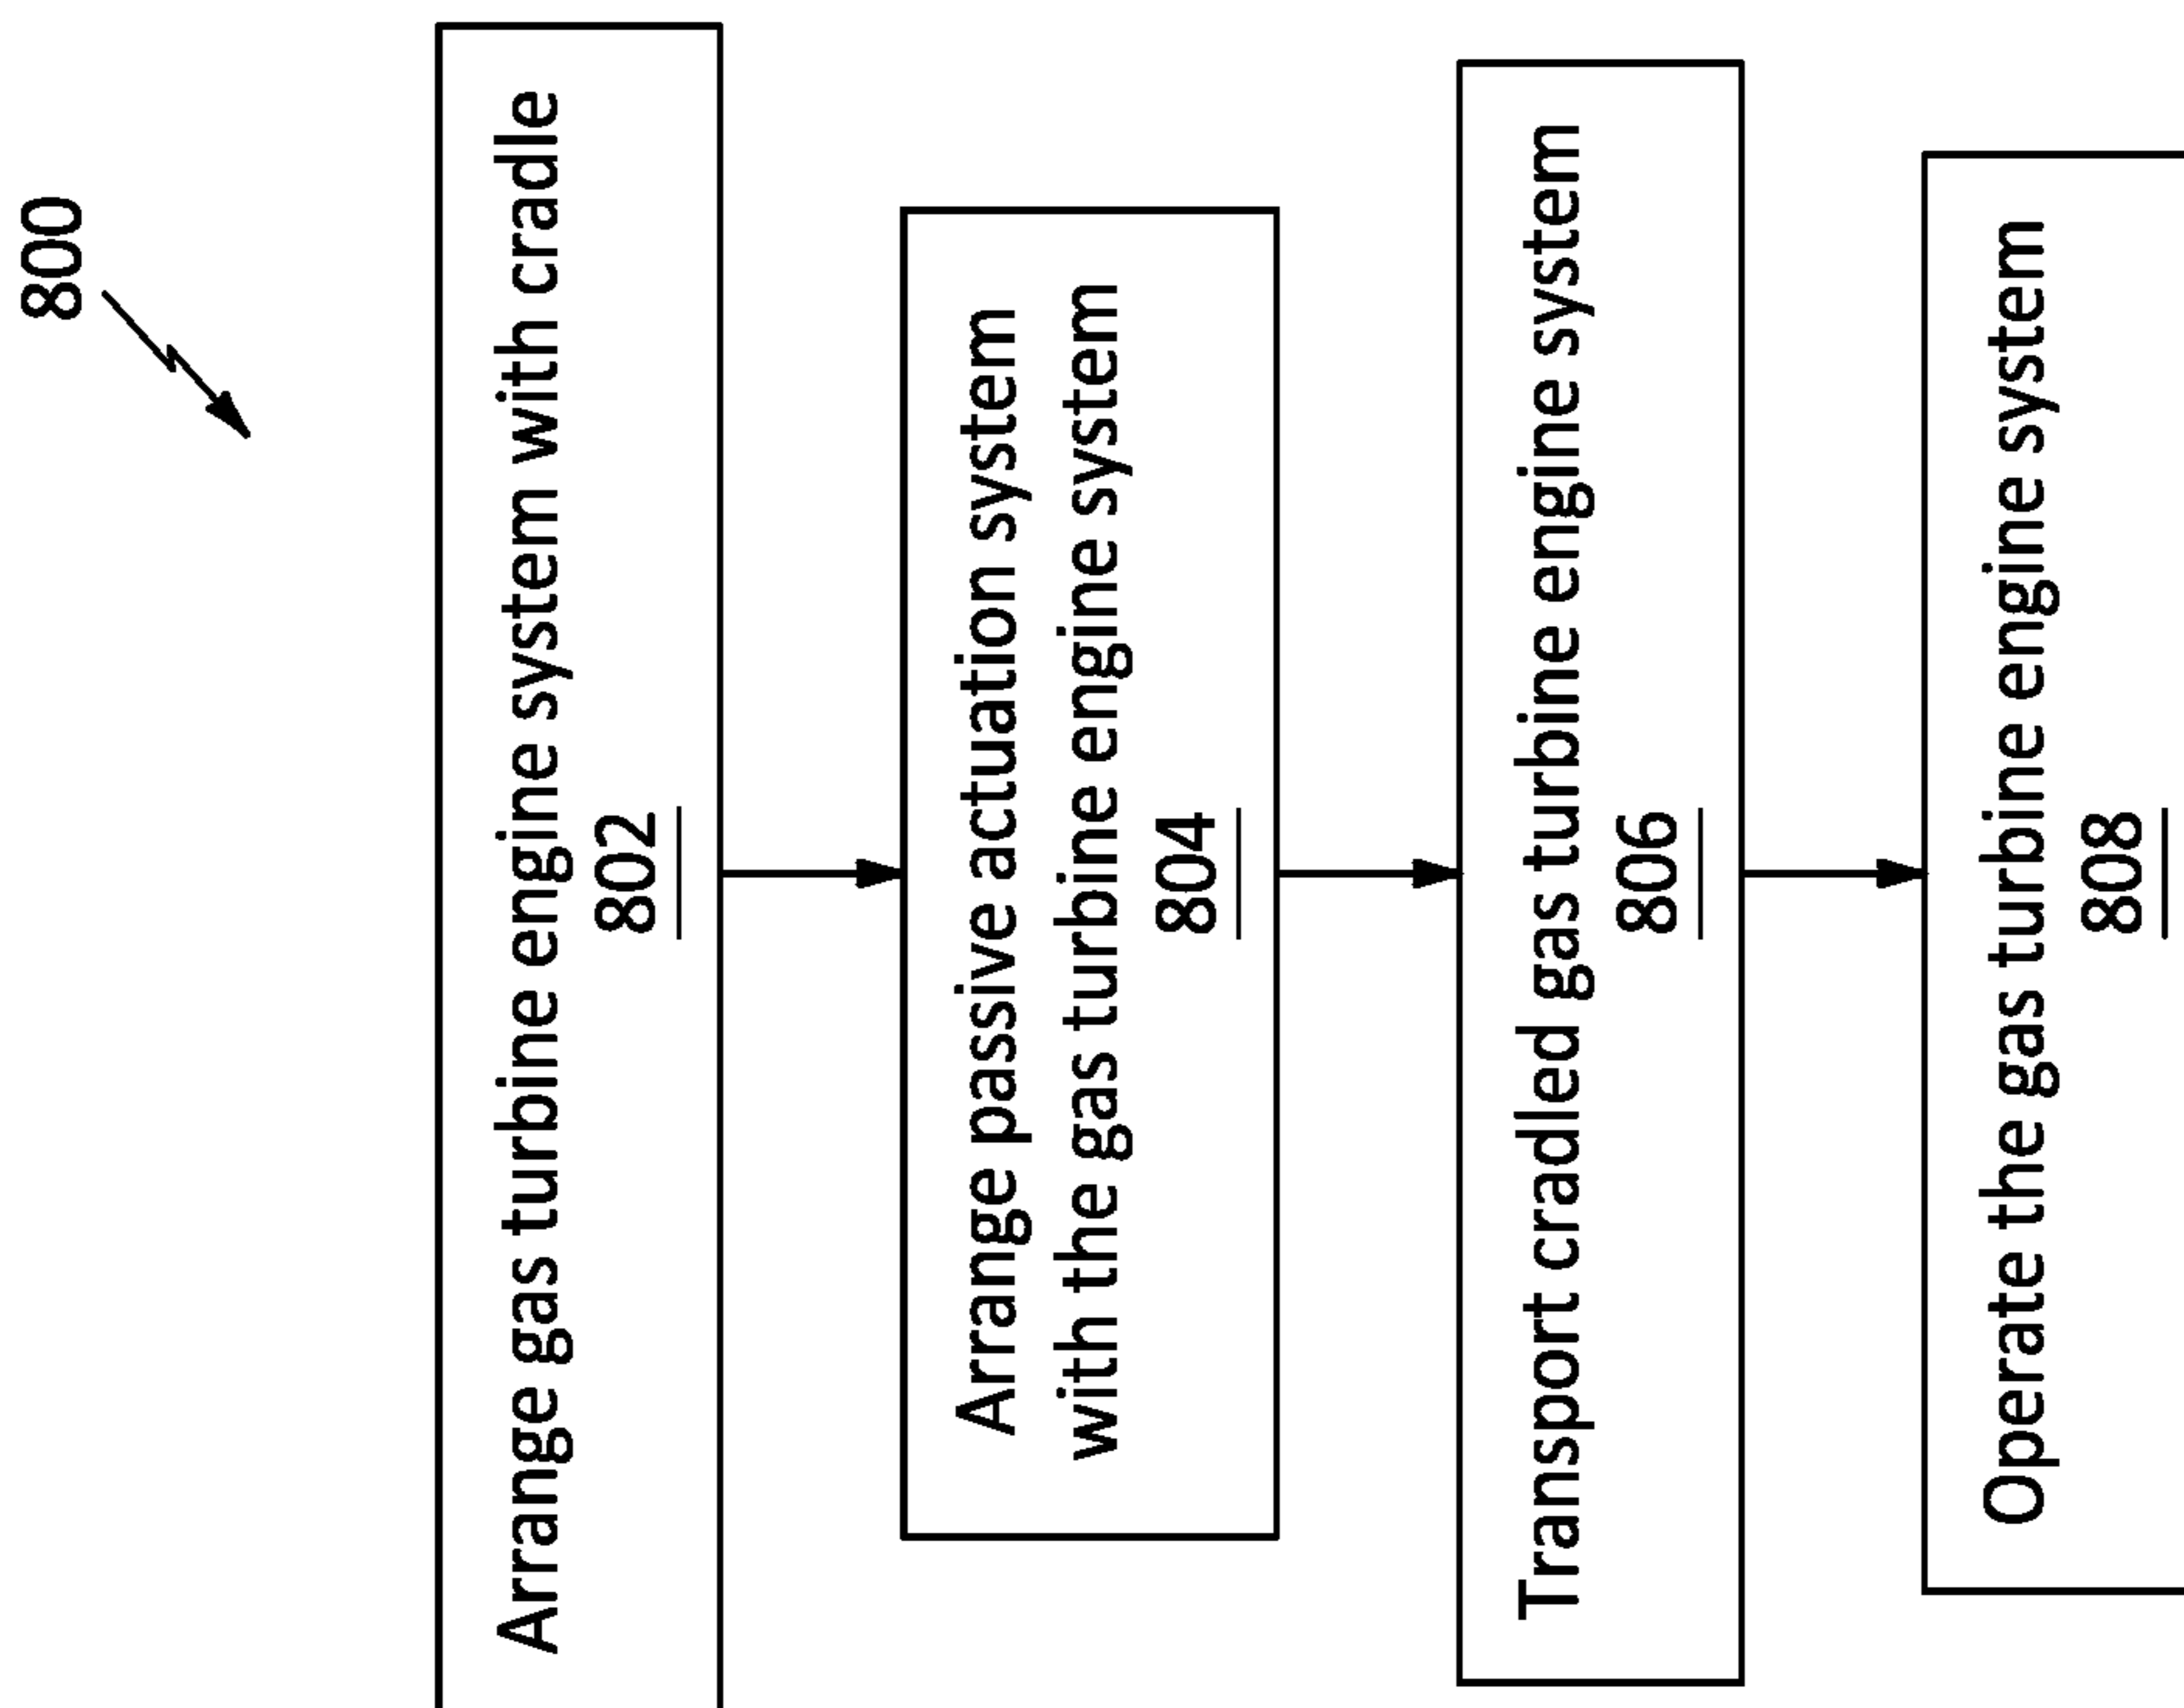 800
Arrange gas turbine engine system with cradle
802
Arrange passive actuation system
with the gas turbine engine system
804
Transport cradled gas turbine engine system
806
Operate the gas turbine engine system
808